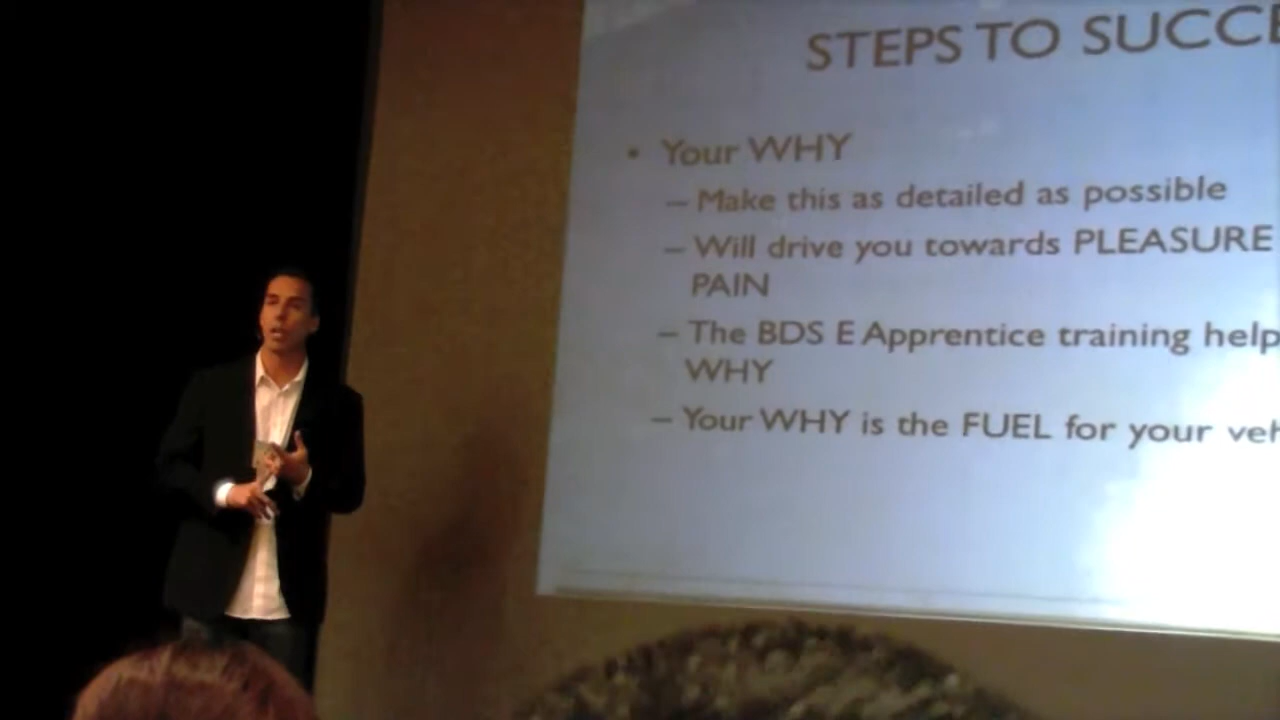 STEPS TO SUCCE
• Your WHY
– Make this as detailed as possible
– Will drive you towards PLEASURE
PAIN
– The BDS E Apprentice training help
WHY
– Your WHY is the FUEL for your veh